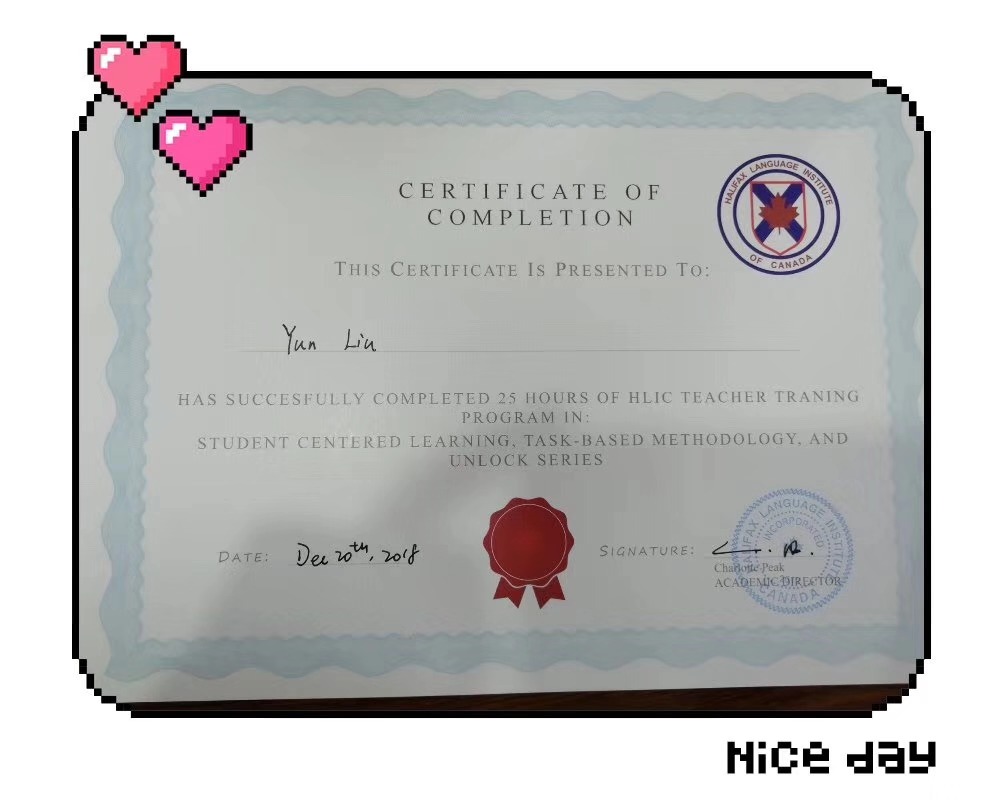 CERTIFICATE OF
COMPLETION
HALIFAX LANGUAGE INSTITUTE
OF CANADA
THIS CERTIFICATE IS PRESENTED TO:
Yun Liu
HAS SUCCESFULLY COMPLETED 25 HOURS OF HLIC TEACHER TRANING
PROGRAM IN:
STUDENT CENTERED LEARNING, TASK-BASED METHODOLOGY, AND
UNLOCK SERIES
DATE: Dec 20th, 2018
SIGNATURE: C. P.
Charlotte Peak
ACADEMIC DIRECTOR
HALIFAX LANGUAGE INSTITUTE
INCORPORATED
CANADA
Nice day